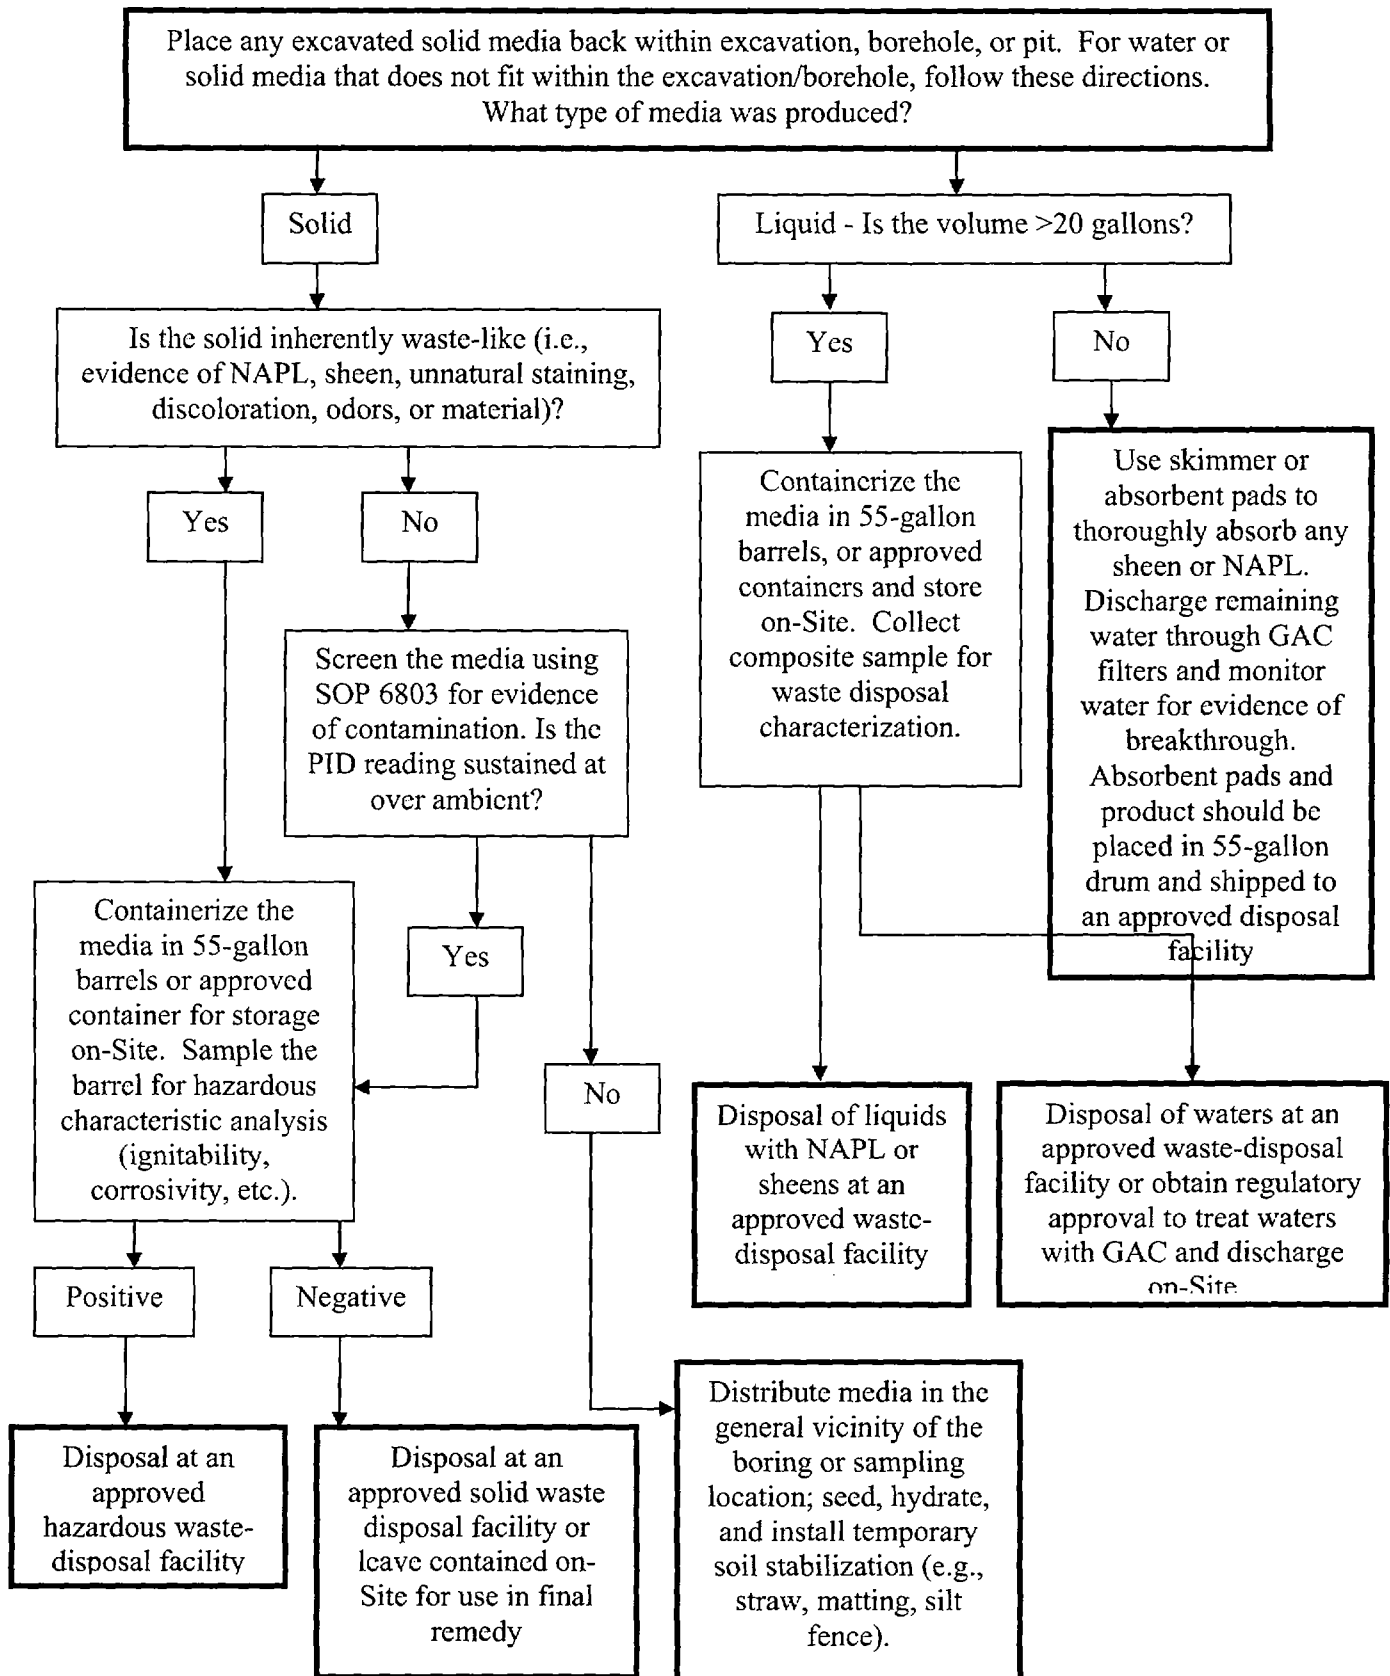 Place any excavated solid media back within excavation, borehole, or pit. For water or
solid media that does not fit within the excavation/borehole, follow these directions.
What type of media was produced?
Solid
Liquid - Is the volume >20 gallons?
Is the solid inherently waste-like (i.e.,
evidence of NAPL, sheen, unnatural staining,
discoloration, odors, or material)?
Yes
No
Yes
No
Screen the media using
SOP 6803 for evidence
of contamination. Is the
PID reading sustained at
over ambient?
Containerize the
media in 55-gallon
barrels, or approved
containers and store
on-Site. Collect
composite sample for
waste disposal
characterization.
Use skimmer or
absorbent pads to
thoroughly absorb any
sheen or NAPL.
Discharge remaining
water through GAC
filters and monitor
water for evidence of
breakthrough.
Absorbent pads and
product should be
placed in 55-gallon
drum and shipped to
an approved disposal
facility
Containerize the
media in 55-gallon
barrels or approved
container for storage
on-Site. Sample the
barrel for hazardous
characteristic analysis
(ignitability,
corrosivity, etc.).
Yes
No
Disposal of liquids
with NAPL or
sheens at an
approved waste-
disposal facility
Disposal of waters at an
approved waste-disposal
facility or obtain regulatory
approval to treat waters
with GAC and discharge
on-Site
Positive
Negative
Disposal at an
approved
hazardous waste-
disposal facility
Disposal at an
approved solid waste
disposal facility or
leave contained on-
Site for use in final
remedy
Distribute media in the
general vicinity of the
boring or sampling
location; seed, hydrate,
and install temporary
soil stabilization (e.g.,
straw, matting, silt
fence).